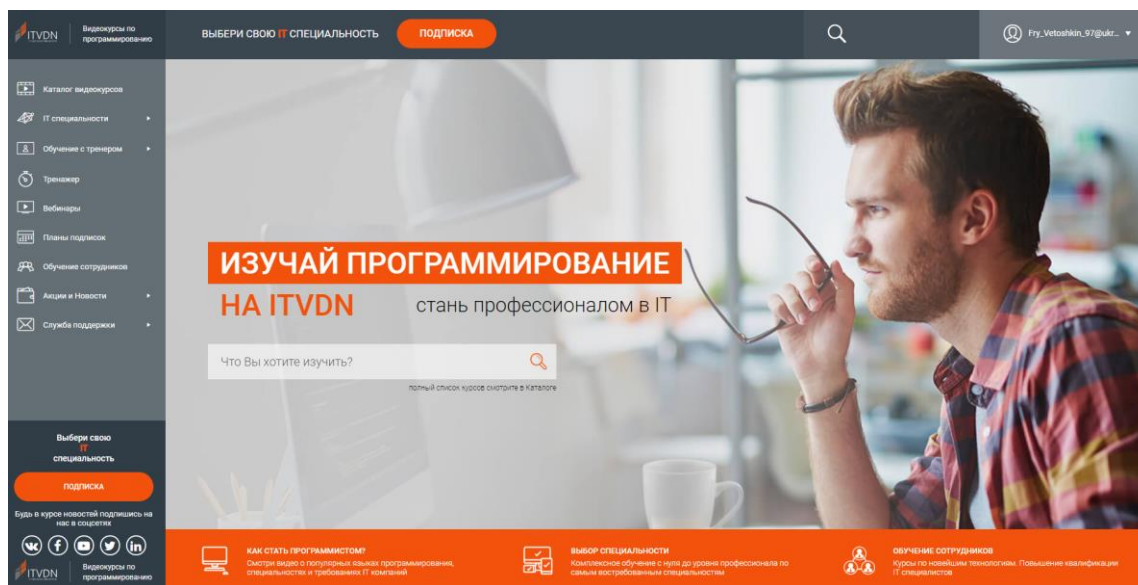 ITVDN
Видеокурсы по
программированию
ВЫБЕРИ СВОЮ IT СПЕЦИАЛЬНОСТЬ
ПОДПИСКА
Fry_Vetoshkin_97@ukr...
Каталог видеокурсов
IT специальности
Обучение с тренером
Тренажер
Вебинары
Планы подписок
Обучение сотрудников
Акции и Новости
Служба поддержки
Выбери свою
IT
специальность
ПОДПИСКА
Будь в курсе новостей подпишись на
нас в соцсетях
ITVDN
Видеокурсы по
программированию
ИЗУЧАЙ ПРОГРАММИРОВАНИЕ
НА ITVDN стань профессионалом в IT
Что Вы хотите изучить?
полный список курсов смотрите в Каталоге
КАК СТАТЬ ПРОГРАММИСТОМ?
Смотри видео о популярных языках программирования,
специальностях и требованиях IT компаний
ВЫБОР СПЕЦИАЛЬНОСТИ
Комплексное обучение с нуля до уровня профессионала по
самым востребованным специальностям
ОБУЧЕНИЕ СОТРУДНИКОВ
Курсы по новейшим технологиям. Повышение квалификации
IT специалистов